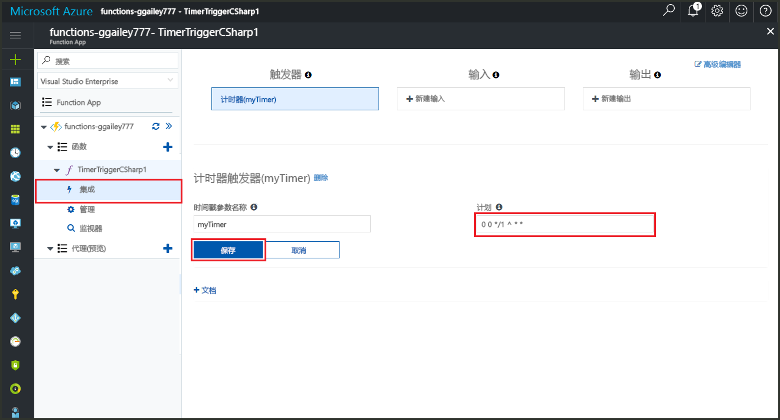 Microsoft Azure functions-ggailey777 - TimerTriggerCSharp1
1
functions-ggailey777- TimerTriggerCSharp1
Function App
搜索
Visual Studio Enterprise
Function App
functions-ggailey777
函数
TimerTriggerCSharp1
集成
管理
监视器
代理(预览)
高级编辑器
触发器
输入
输出
计时器(myTimer)
+ 新建输入
+ 新建输出
计时器触发器(myTimer) 删除
时间戳参数名称
计划
myTimer
0 0 */1 ^ * *
保存
取消
+ 文档